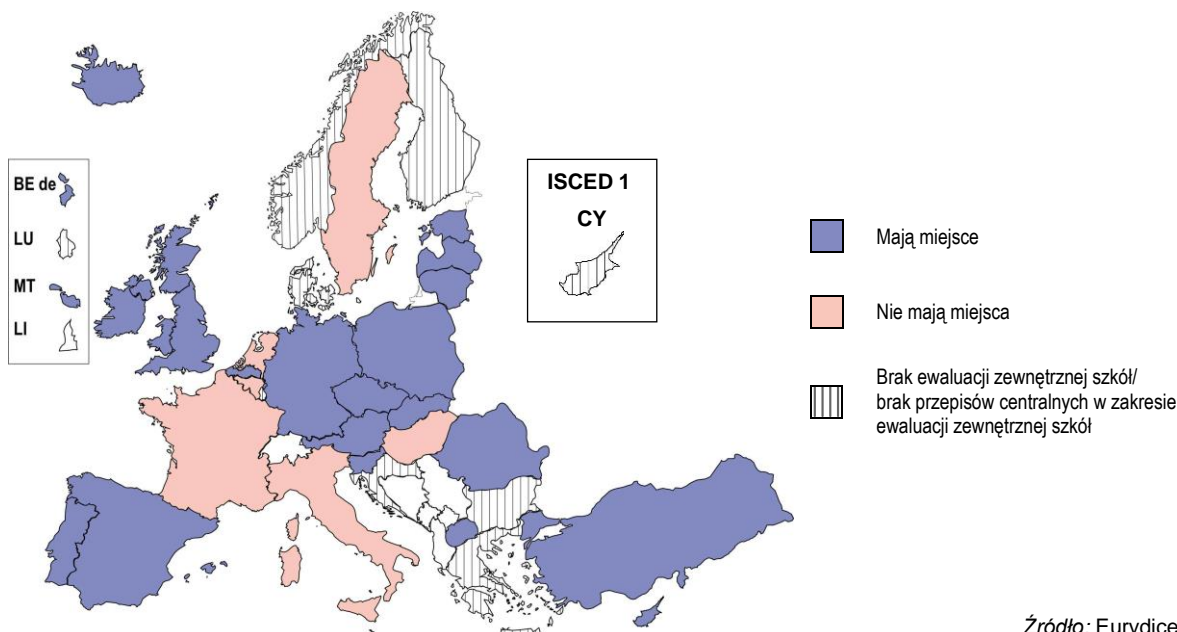 BE de
LU
MT
LI
ISCED 1
CY
Mają miejsce
Nie mają miejsca
Brak ewaluacji zewnętrznej szkół/
brak przepisów centralnych w zakresie
ewaluacji zewnętrznej szkół
Źródło: Eurydice